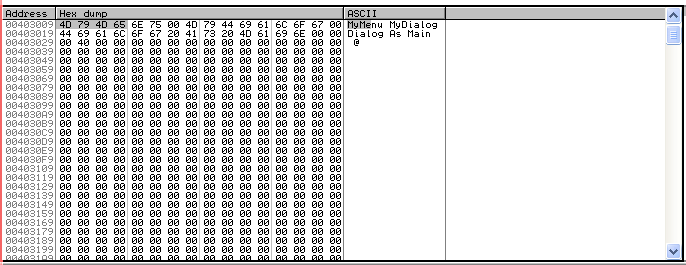 Address Hex dump ASCII
00403009 4D 79 4D 65 6E 75 00 4D 79 44 69 61 6C 6F 67 00 MyMenu MyDialog
00403019 44 69 61 6C 6F 67 20 41 73 20 4D 61 69 6E 00 00 Dialog As Main
00403029 00 40 00 00 00 00 00 00 00 00 00 00 00 00 00 00 @
00403039 00 00 00 00 00 00 00 00 00 00 00 00 00 00 00 00
00403049 00 00 00 00 00 00 00 00 00 00 00 00 00 00 00 00
00403059 00 00 00 00 00 00 00 00 00 00 00 00 00 00 00 00
00403069 00 00 00 00 00 00 00 00 00 00 00 00 00 00 00 00
00403079 00 00 00 00 00 00 00 00 00 00 00 00 00 00 00 00
00403089 00 00 00 00 00 00 00 00 00 00 00 00 00 00 00 00
00403099 00 00 00 00 00 00 00 00 00 00 00 00 00 00 00 00
004030A9 00 00 00 00 00 00 00 00 00 00 00 00 00 00 00 00
004030B9 00 00 00 00 00 00 00 00 00 00 00 00 00 00 00 00
004030C9 00 00 00 00 00 00 00 00 00 00 00 00 00 00 00 00
004030D9 00 00 00 00 00 00 00 00 00 00 00 00 00 00 00 00
004030E9 00 00 00 00 00 00 00 00 00 00 00 00 00 00 00 00
004030F9 00 00 00 00 00 00 00 00 00 00 00 00 00 00 00 00
00403109 00 00 00 00 00 00 00 00 00 00 00 00 00 00 00 00
00403119 00 00 00 00 00 00 00 00 00 00 00 00 00 00 00 00
00403129 00 00 00 00 00 00 00 00 00 00 00 00 00 00 00 00
00403139 00 00 00 00 00 00 00 00 00 00 00 00 00 00 00 00
00403149 00 00 00 00 00 00 00 00 00 00 00 00 00 00 00 00
00403159 00 00 00 00 00 00 00 00 00 00 00 00 00 00 00 00
00403169 00 00 00 00 00 00 00 00 00 00 00 00 00 00 00 00
00403179 00 00 00 00 00 00 00 00 00 00 00 00 00 00 00 00
00403189 00 00 00 00 00 00 00 00 00 00 00 00 00 00 00 00
00403199 00 00 00 00 00 00 00 00 00 00 00 00 00 00 00 00